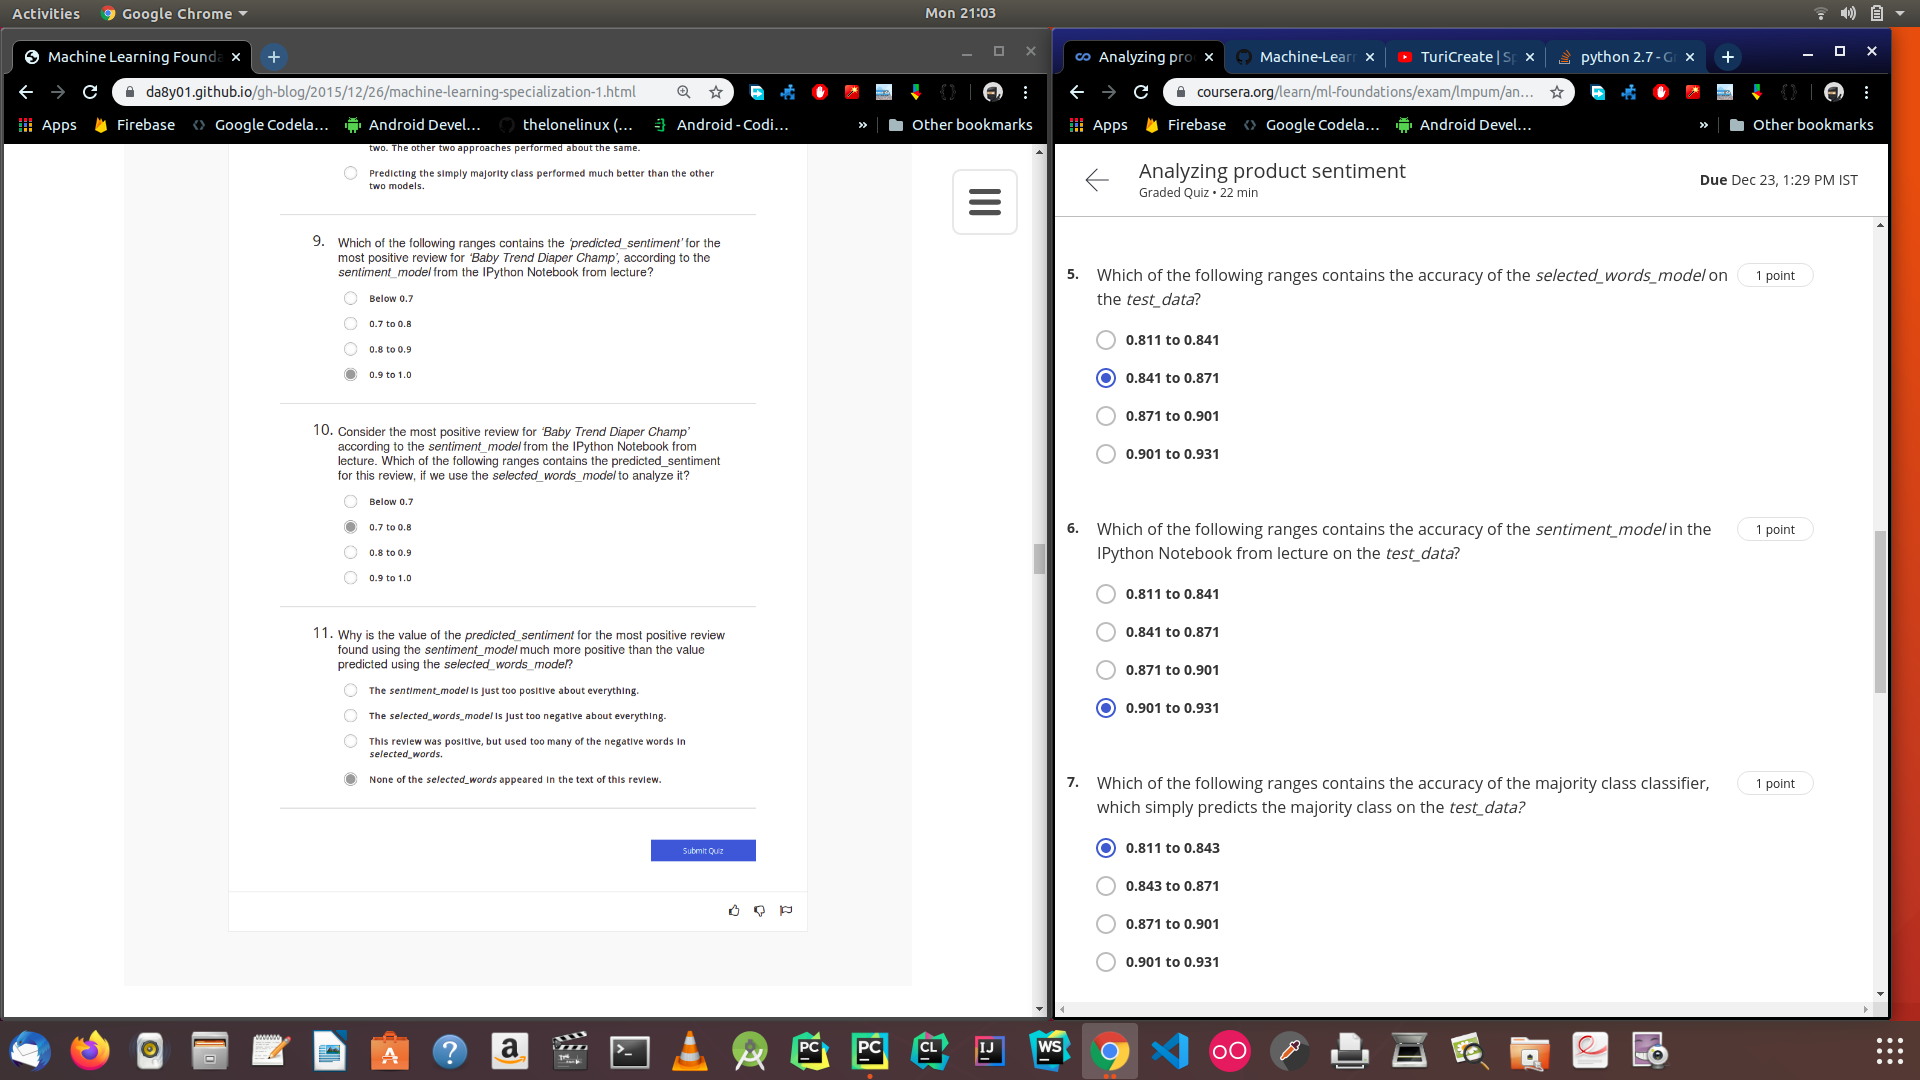 Activities
Google Chrome
Mon 21:03
Machine Learning Founda
da8y01.github.io/gh-blog/2015/12/26/machine-learning-specialization-1.html
Apps
Firebase
Google Codela...
Android Devel...
thelonelinux (...
Android - Codi...
»
Other bookmarks
two. The other two approaches performed about the same.
Predicting the simply majority class performed much better than the other
two models.
9. Which of the following ranges contains the ‘predicted_sentiment’ for the
most positive review for ‘Baby Trend Diaper Champ’, according to the
sentiment_model from the IPython Notebook from lecture?
Below 0.7
0.7 to 0.8
0.8 to 0.9
0.9 to 1.0
10. Consider the most positive review for ‘Baby Trend Diaper Champ’
according to the sentiment_model from the IPython Notebook from
lecture. Which of the following ranges contains the predicted_sentiment
for this review, if we use the selected_words_model to analyze it?
Below 0.7
0.7 to 0.8
0.8 to 0.9
0.9 to 1.0
11. Why is the value of the predicted_sentiment for the most positive review
found using the sentiment_model much more positive than the value
predicted using the selected_words_model?
The sentiment_model is just too positive about everything.
The selected_words_model is just too negative about everything.
This review was positive, but used too many of the negative words in
selected_words.
None of the selected_words appeared in the text of this review.
Submit Quiz
Analyzing pro
Machine-Lear
TuriCreate | Sp
python 2.7 - G
coursera.org/learn/ml-foundations/exam/lmpum/an...
Apps
Firebase
Google Codela...
Android Devel...
»
Other bookmarks
Analyzing product sentiment
Graded Quiz • 22 min
Due Dec 23, 1:29 PM IST
5. Which of the following ranges contains the accuracy of the selected_words_model on
the test_data?
1 point
0.811 to 0.841
0.841 to 0.871
0.871 to 0.901
0.901 to 0.931
6. Which of the following ranges contains the accuracy of the sentiment_model in the
IPython Notebook from lecture on the test_data?
1 point
0.811 to 0.841
0.841 to 0.871
0.871 to 0.901
0.901 to 0.931
7. Which of the following ranges contains the accuracy of the majority class classifier,
which simply predicts the majority class on the test_data?
1 point
0.811 to 0.843
0.843 to 0.871
0.871 to 0.901
0.901 to 0.931
PC
PC
CL
IJ
WS